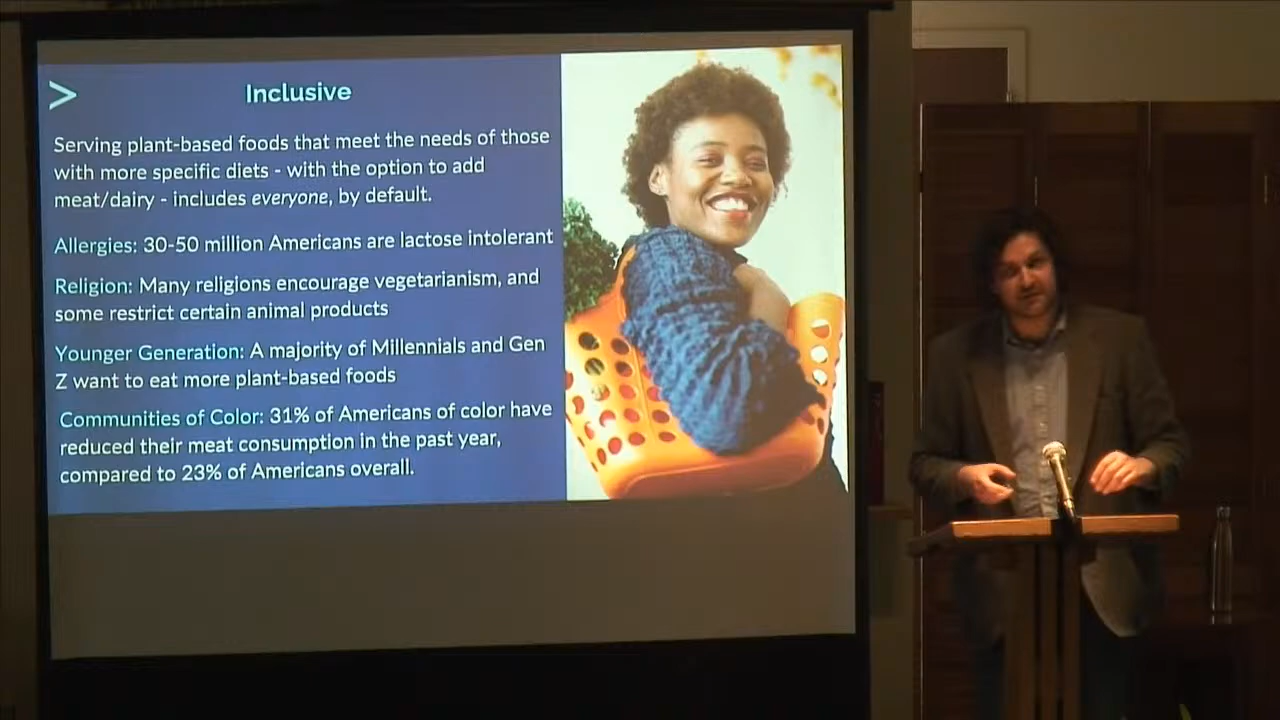 > Inclusive
Serving plant-based foods that meet the needs of those
with more specific diets - with the option to add
meat/dairy - includes everyone, by default.
Allergies: 30-50 million Americans are lactose intolerant
Religion: Many religions encourage vegetarianism, and
some restrict certain animal products
Younger Generation: A majority of Millennials and Gen
Z want to eat more plant-based foods
Communities of Color: 31% of Americans of color have
reduced their meat consumption in the past year,
compared to 23% of Americans overall.